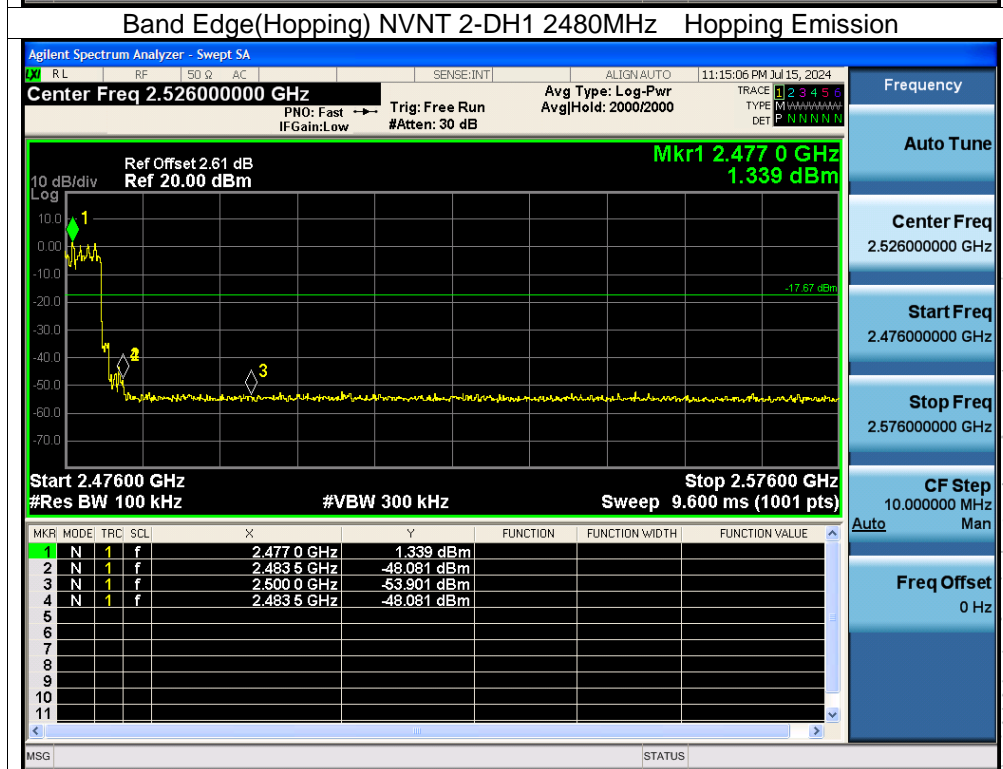 Band Edge(Hopping) NVNT 2-DH1 2480MHz Hopping Emission
Agilent Spectrum Analyzer - Swept SA
LXI RL RF 50 Ω AC SENSE:INT ALIGN AUTO 11:15:06 PM Jul 15, 2024
Center Freq 2.526000000 GHz
PNO: Fast
IFGain:Low
Trig: Free Run
#Atten: 30 dB
Avg Type: Log-Pwr
Avg|Hold: 2000/2000
TRACE 1 2 3 4 5 6
TYPE M WWWWW
DET P N N N N N
Mkr1 2.477 0 GHz
1.339 dBm
Ref Offset 2.61 dB
10 dB/div Ref 20.00 dBm
Log
10.0
0.00
-10.0
-20.0
-30.0
-40.0
-50.0
-60.0
-70.0
1
-17.67 dBm
3
Start 2.47600 GHz Stop 2.57600 GHz
#Res BW 100 kHz #VBW 300 kHz Sweep 9.600 ms (1001 pts)
MKR MODE TRC SCL X Y FUNCTION FUNCTION WIDTH FUNCTION VALUE
1 N 1 f 2.477 0 GHz 1.339 dBm
2 N 1 f 2.483 5 GHz -48.081 dBm
3 N 1 f 2.500 0 GHz -53.901 dBm
4 N 1 f 2.483 5 GHz -48.081 dBm
5
6
7
8
9
10
11
MSG STATUS
Frequency
Auto Tune
Center Freq
2.526000000 GHz
Start Freq
2.476000000 GHz
Stop Freq
2.576000000 GHz
CF Step
10.000000 MHz
Auto Man
Freq Offset
0 Hz